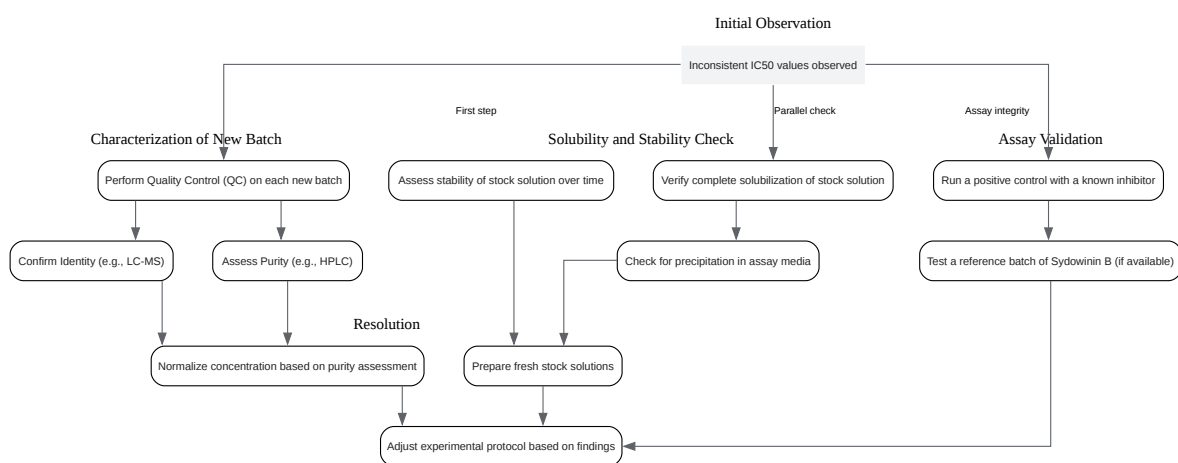 Initial Observation
Inconsistent IC50 values observed
First step
Parallel check
Assay integrity
Characterization of New Batch
Solubility and Stability Check
Assay Validation
Perform Quality Control (QC) on each new batch
Assess stability of stock solution over time
Verify complete solubilization of stock solution
Run a positive control with a known inhibitor
Confirm Identity (e.g., LC-MS)
Assess Purity (e.g., HPLC)
Check for precipitation in assay media
Test a reference batch of Sydowinin B (if available)
Resolution
Normalize concentration based on purity assessment
Prepare fresh stock solutions
Adjust experimental protocol based on findings